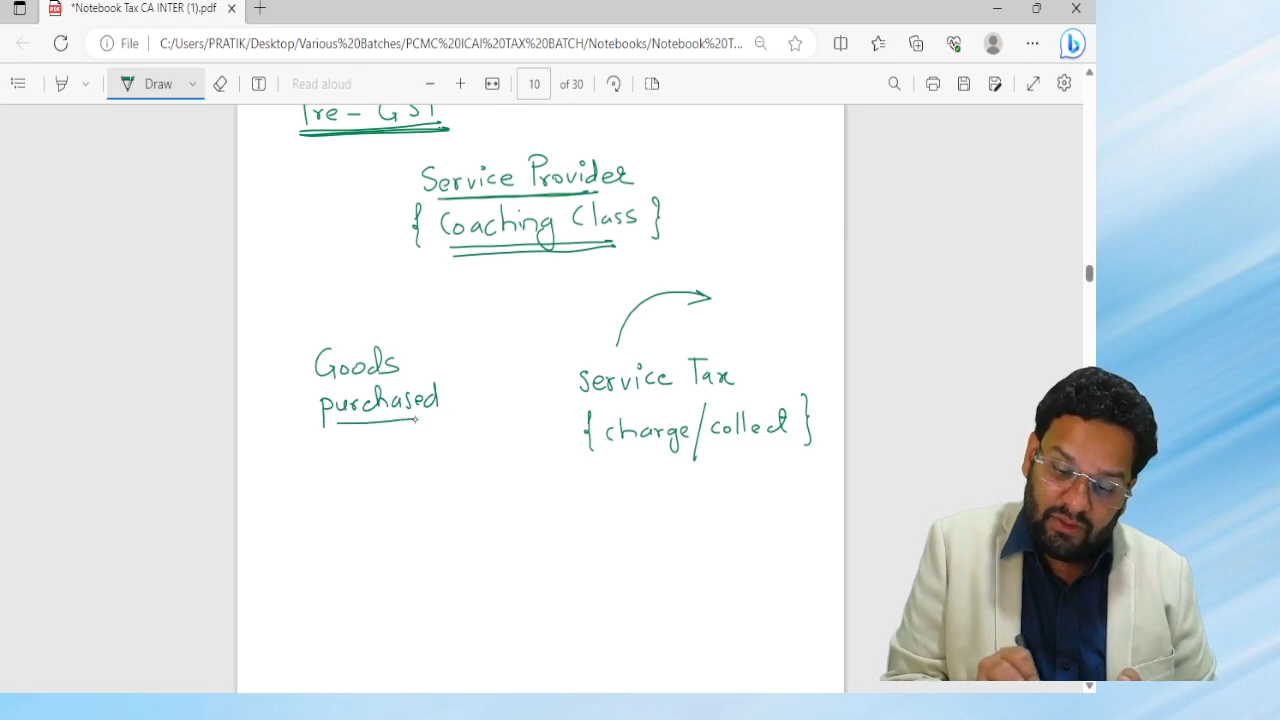 *Notebook Tax CA INTER (1).pdf
File
C:/Users/PRATIK/Desktop/Various%20Batches/PCMC%20ICAI%20TAX%20BATCH/Notebooks/Notebook%20T...
Draw
Read aloud
10
of 30
Pre - GST
Service Provider
{ Coaching Class }
Goods
purchased
service Tax
{ charge/collect }